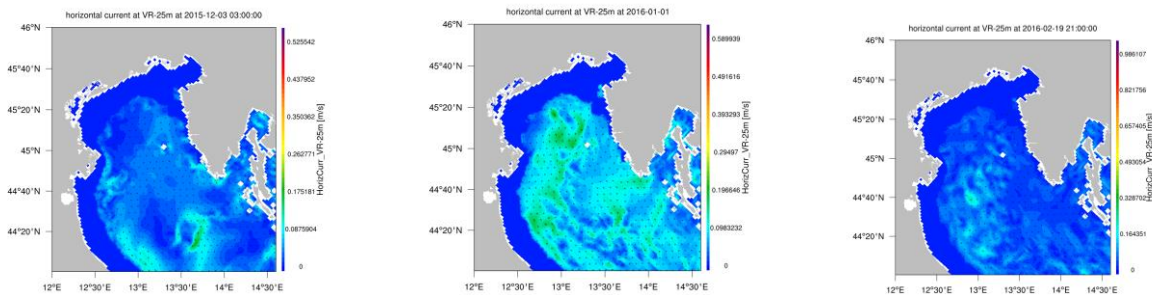 horizontal current at VR-25m at 2015-12-03 03:00:00
46°N
45°40'N
45°20'N
45°N
44°40'N
44°20'N
12°E
12°30'E
13°E
13°30'E
14°E
14°30'E
0.525542
0.437952
0.350362
0.262771
0.175181
0.0875904
0
HorizCurr_VR-25m [m/s]
horizontal current at VR-25m at 2016-01-01
46°N
45°40'N
45°20'N
45°N
44°40'N
44°20'N
12°E
12°30'E
13°E
13°30'E
14°E
14°30'E
0.589939
0.491616
0.393293
0.29497
0.196646
0.0983232
0
HorizCurr_VR-25m [m/s]
horizontal current at VR-25m at 2016-02-19 21:00:00
46°N
45°40'N
45°20'N
45°N
44°40'N
44°20'N
12°E
12°30'E
13°E
13°30'E
14°E
14°30'E
0.986107
0.821756
0.657405
0.493054
0.328702
0.164351
0
HorizCurr_VR-25m [m/s]